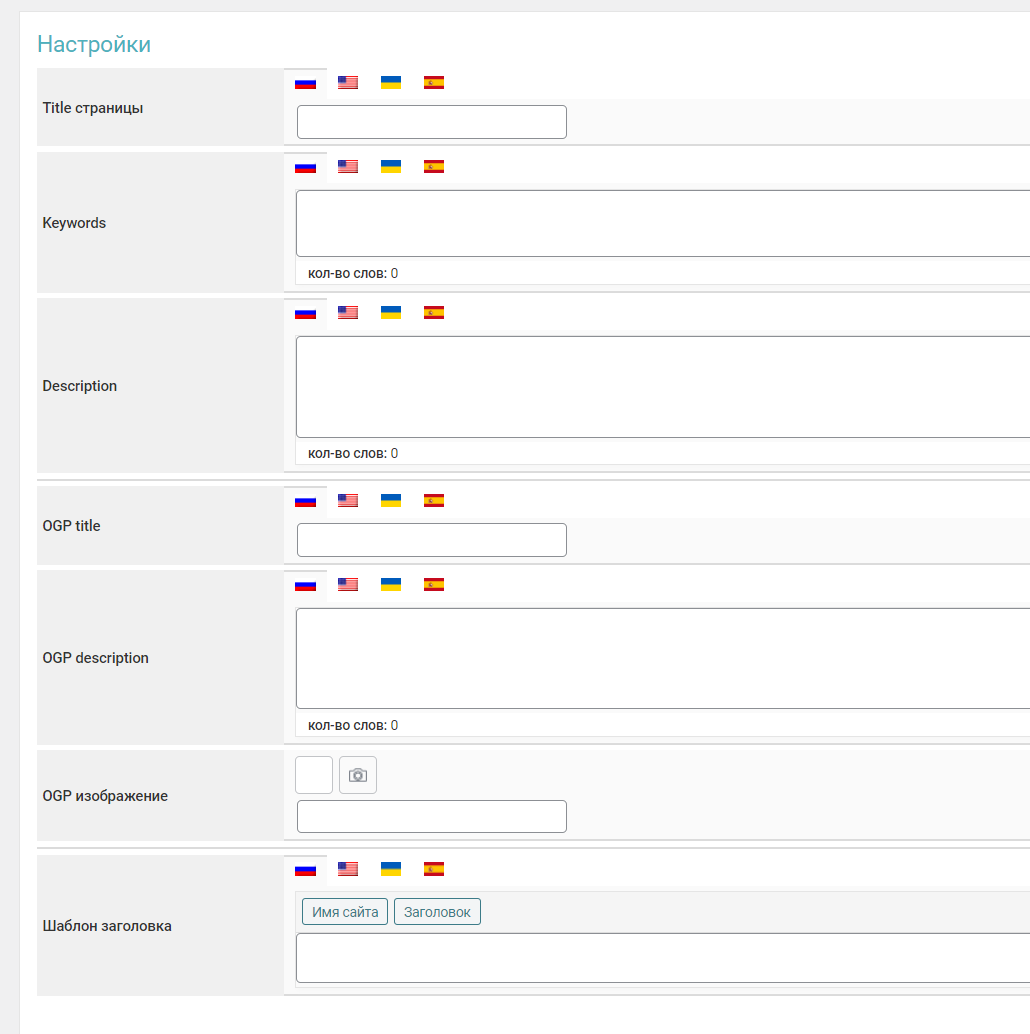 Настройки
Title страницы
Keywords
кол-во слов: 0
Description
кол-во слов: 0
OGP title
OGP description
кол-во слов: 0
OGP изображение
Шаблон заголовка
Имя сайта Заголовок